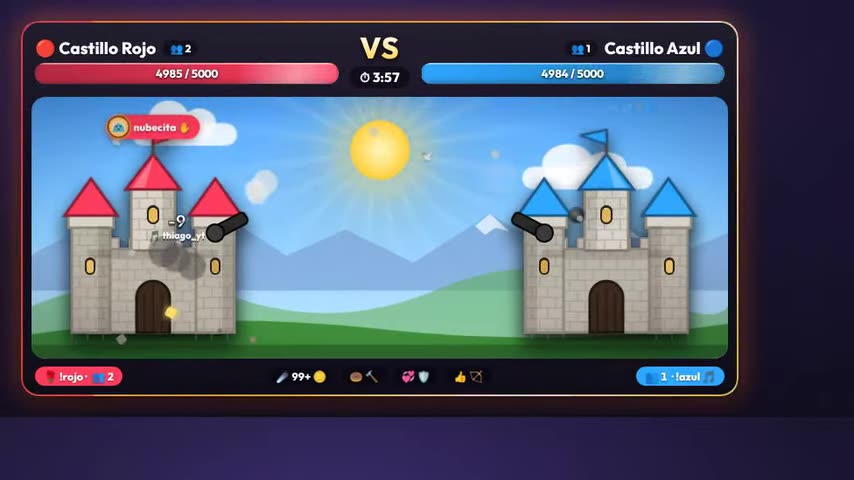 🔴 Castillo Rojo 👥 2
VS
👥 1 Castillo Azul 🔵
4985 / 5000
⏱ 3:57
4984 / 5000
nubecita ✋
-9
thiago_yt
🌹 !rojo · 👥 2
☄️ 99+ 🪙
🍩 🔨
💞 🛡️
👍 🏹
👥 1 · !azul 🎵